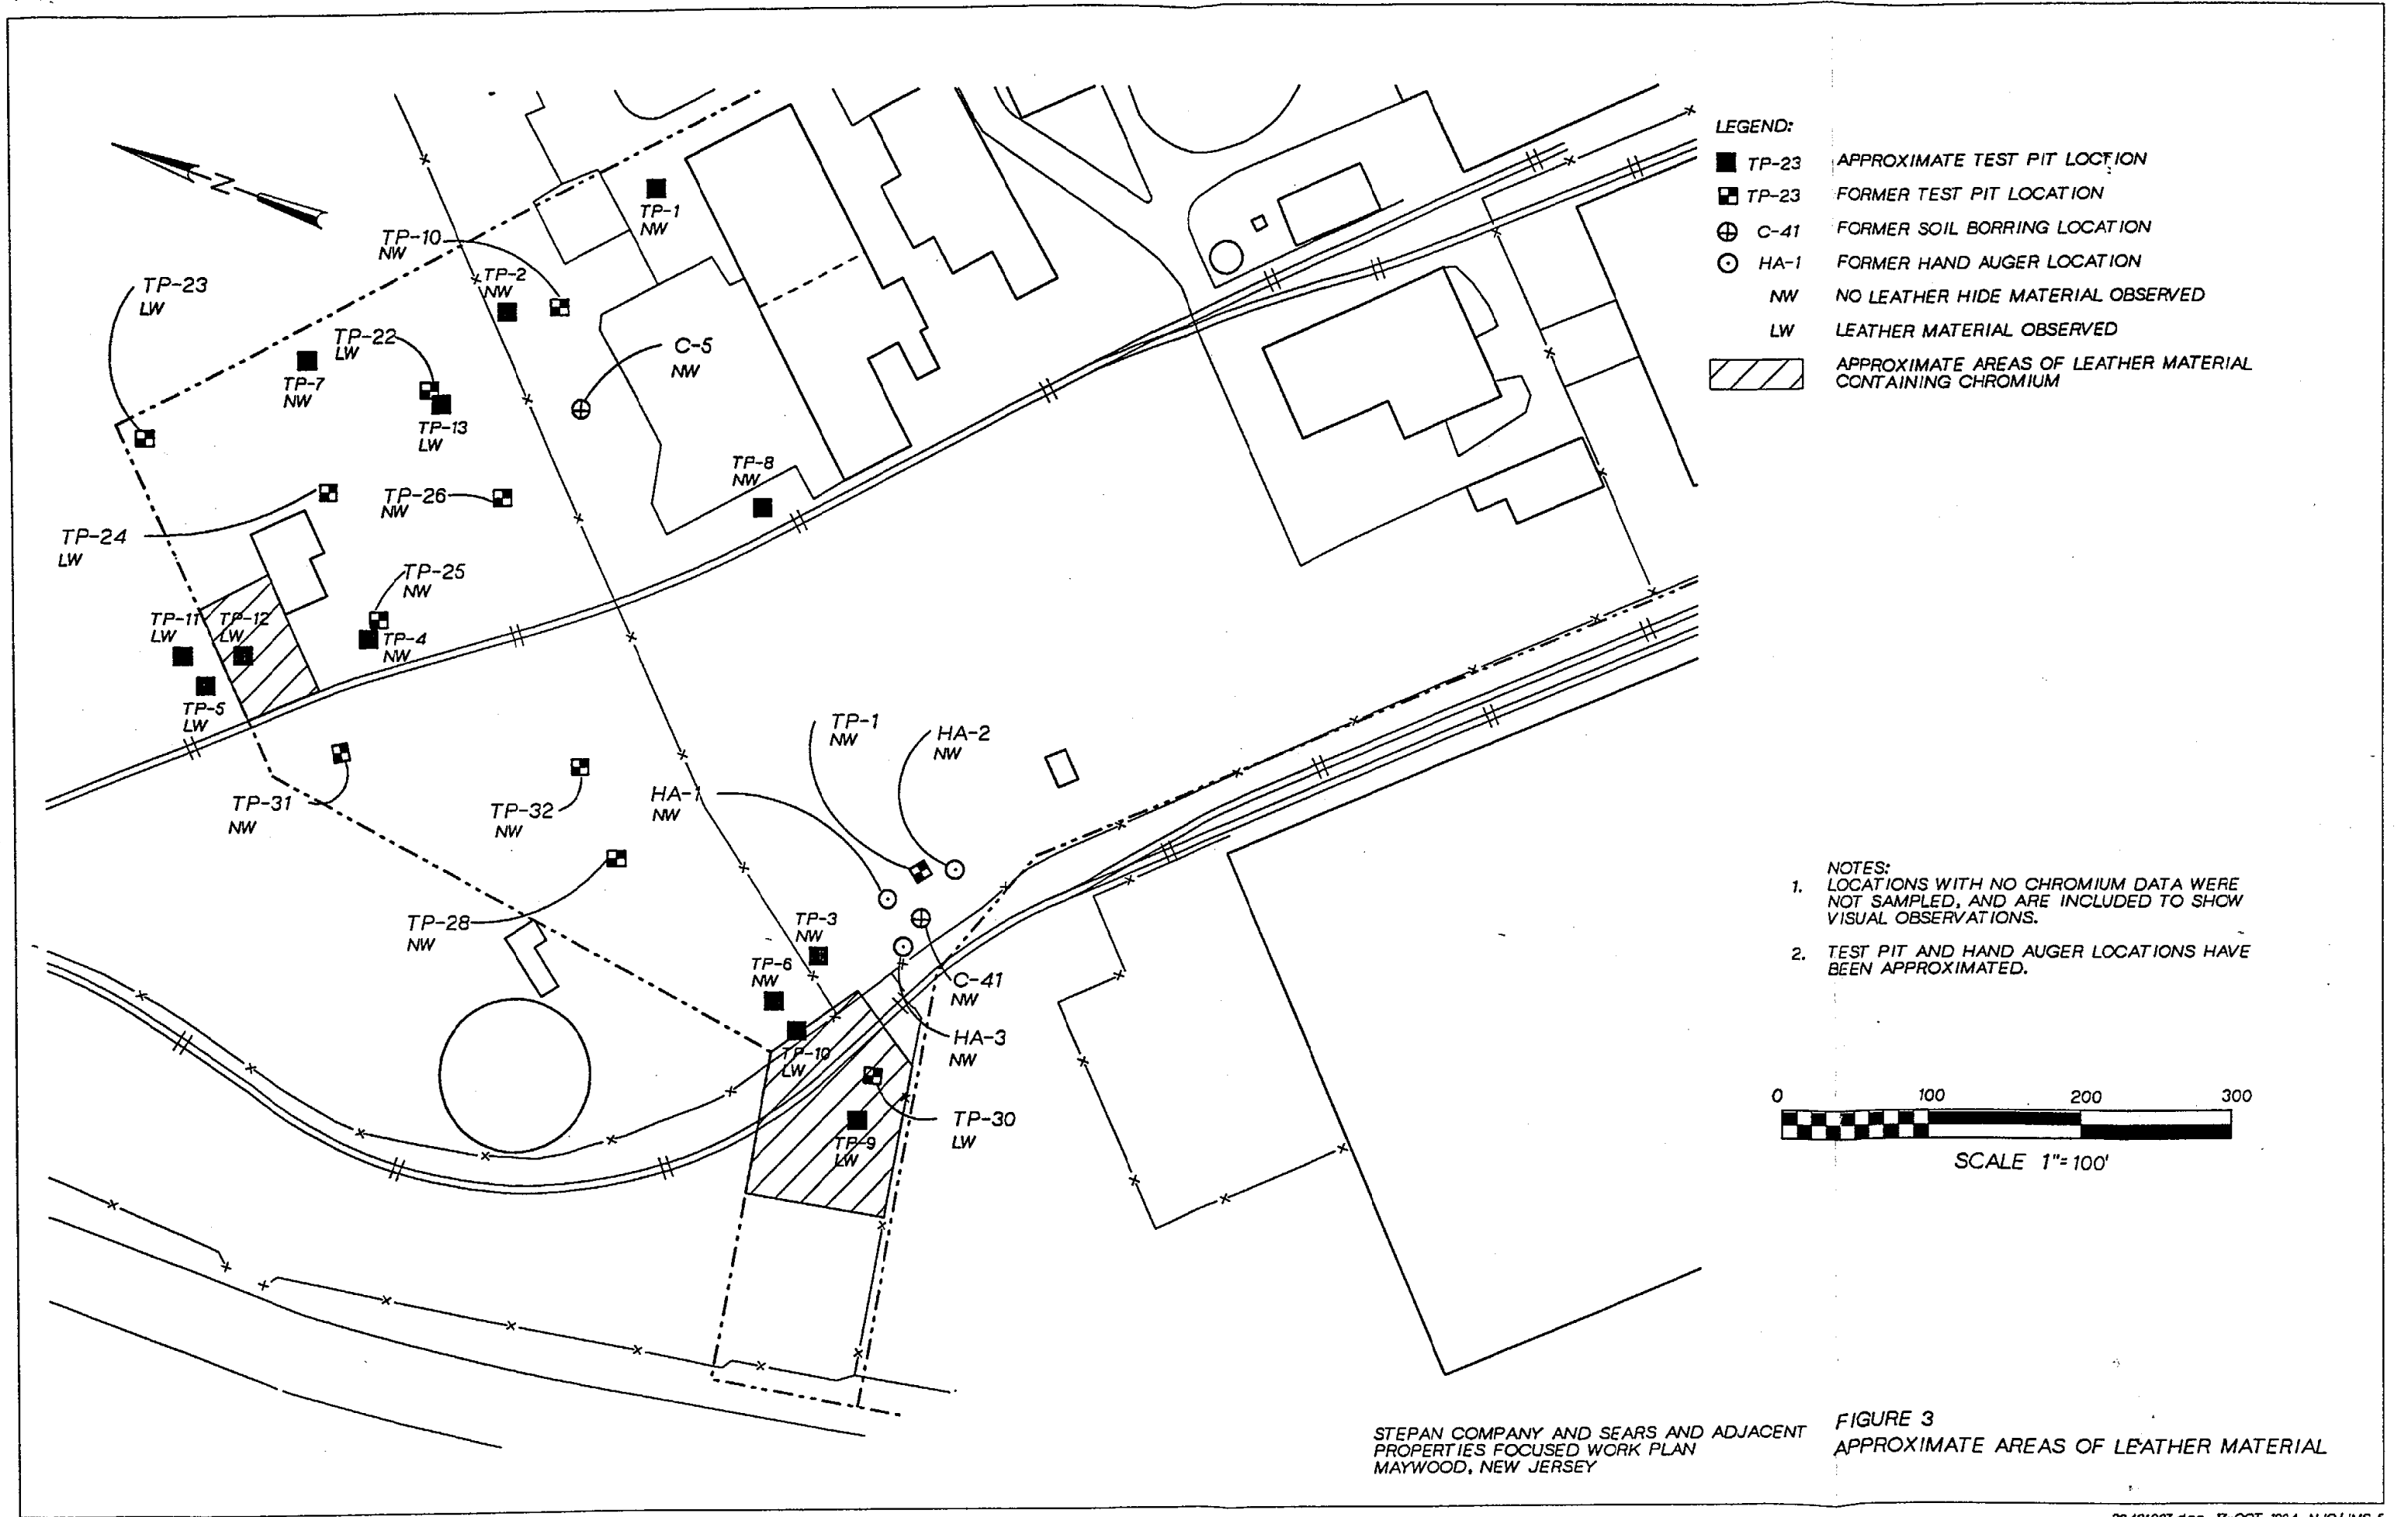 N
TP-1
NW
TP-10
NW
TP-2
NW
TP-23
LW
TP-22
LW
C-5
NW
TP-7
NW
TP-13
LW
TP-8
NW
TP-26
NW
TP-24
LW
TP-25
NW
TP-11
LW
TP-12
LW
TP-4
NW
TP-5
LW
TP-1
NW
HA-2
NW
TP-31
NW
TP-32
NW
HA-1
NW
TP-28
NW
TP-3
NW
TP-6
NW
C-41
NW
TP-10
LW
HA-3
NW
TP-30
LW
TP-9
LW
LEGEND:
TP-23 APPROXIMATE TEST PIT LOCTION
TP-23 FORMER TEST PIT LOCATION
C-41 FORMER SOIL BORRING LOCATION
HA-1 FORMER HAND AUGER LOCATION
NW NO LEATHER HIDE MATERIAL OBSERVED
LW LEATHER MATERIAL OBSERVED
APPROXIMATE AREAS OF LEATHER MATERIAL
CONTAINING CHROMIUM
NOTES:
1. LOCATIONS WITH NO CHROMIUM DATA WERE
NOT SAMPLED, AND ARE INCLUDED TO SHOW
VISUAL OBSERVATIONS.
2. TEST PIT AND HAND AUGER LOCATIONS HAVE
BEEN APPROXIMATED.
0 100 200 300
SCALE 1"=100'
STEPAN COMPANY AND SEARS AND ADJACENT
PROPERTIES FOCUSED WORK PLAN
MAYWOOD, NEW JERSEY
FIGURE 3
APPROXIMATE AREAS OF LEATHER MATERIAL